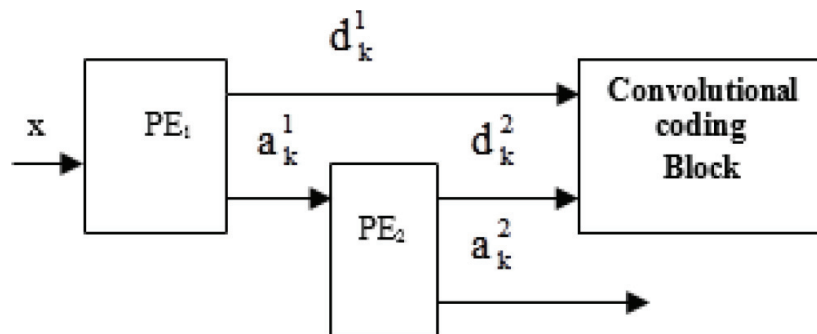 d_k^1
x
PE₁
a_k^1
d_k^2
Convolutional
coding
Block
PE₂
a_k^2